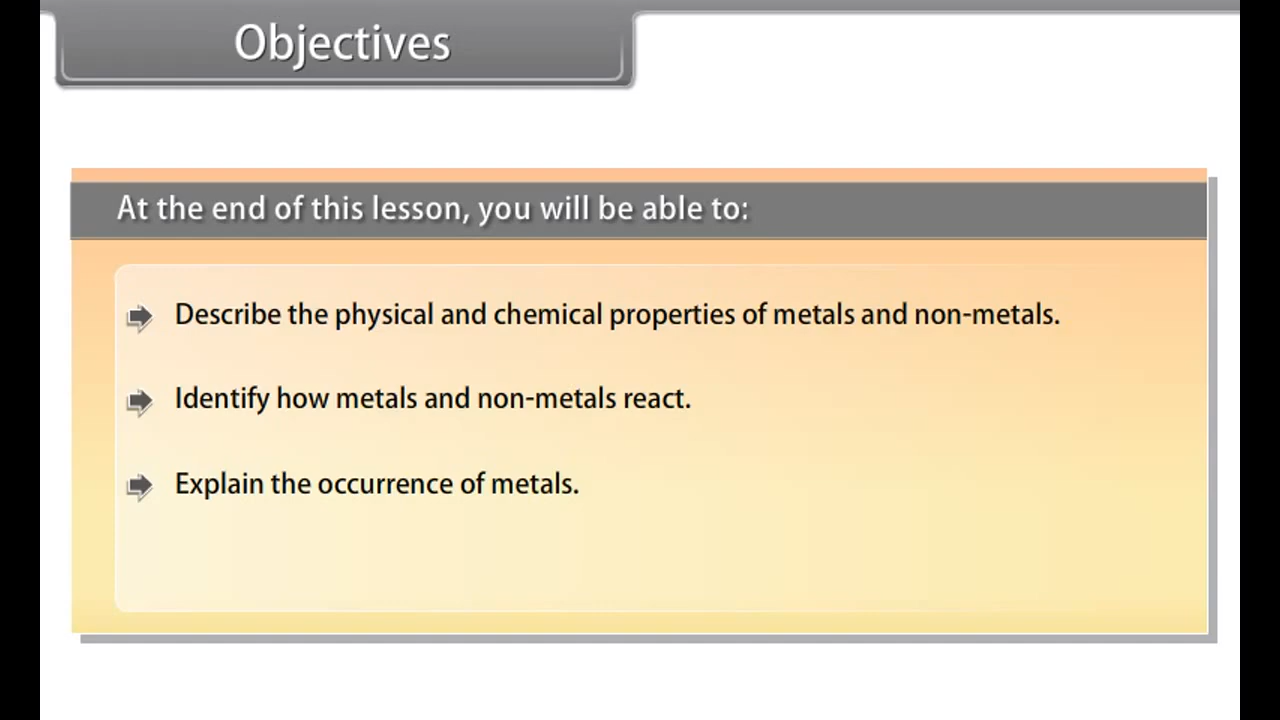 Objectives
At the end of this lesson, you will be able to:
Describe the physical and chemical properties of metals and non-metals.
Identify how metals and non-metals react.
Explain the occurrence of metals.